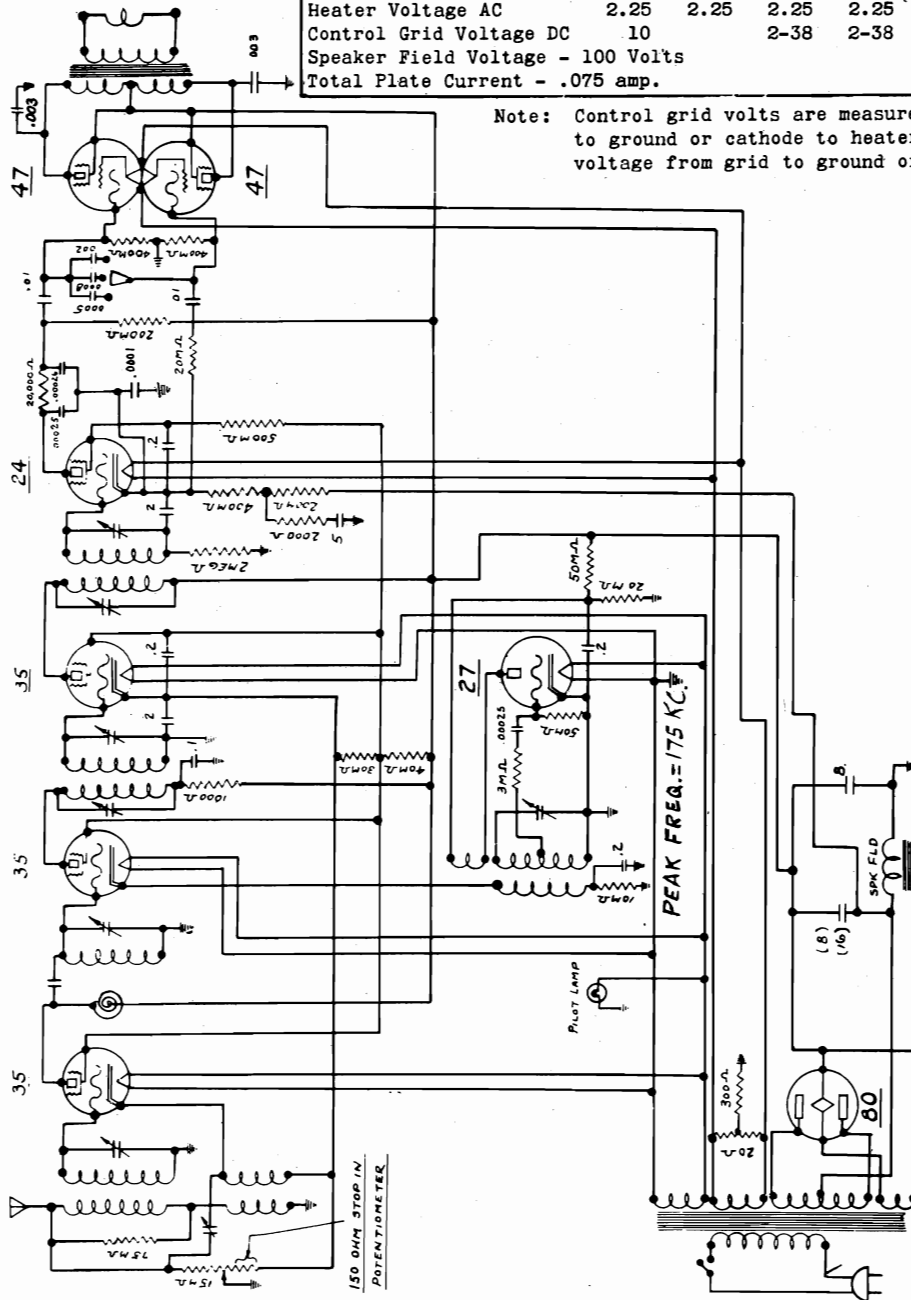 Heater Voltage AC 2.25 2.25 2.25 2.25
Control Grid Voltage DC 10 2-38 2-38
Speaker Field Voltage - 100 Volts
Total Plate Current - .075 amp.
Note: Control grid volts are measure
to ground or cathode to heater
voltage from grid to ground o
.003
003
47
47
400MΩ
400MΩ
.002
.0008
.0005
.01
.01
200MΩ
20MΩ
20,000Ω
.00025
.00025
.0001
24
.2
.2
500MΩ
400MΩ
2000Ω
2MEGΩ
35
.2
.2
.1
1000Ω
30MΩ
40MΩ
35
27
50MΩ
20MΩ
.2
.00025
50MΩ
3MΩ
.2
10MΩ
PEAK FREQ.=175 KC.
PILOT LAMP
35
15MΩ
15MΩ
150 OHM STOP IN
POTENTIOMETER
300Ω
20Ω
80
8
(8)
(16)
SPK FLD